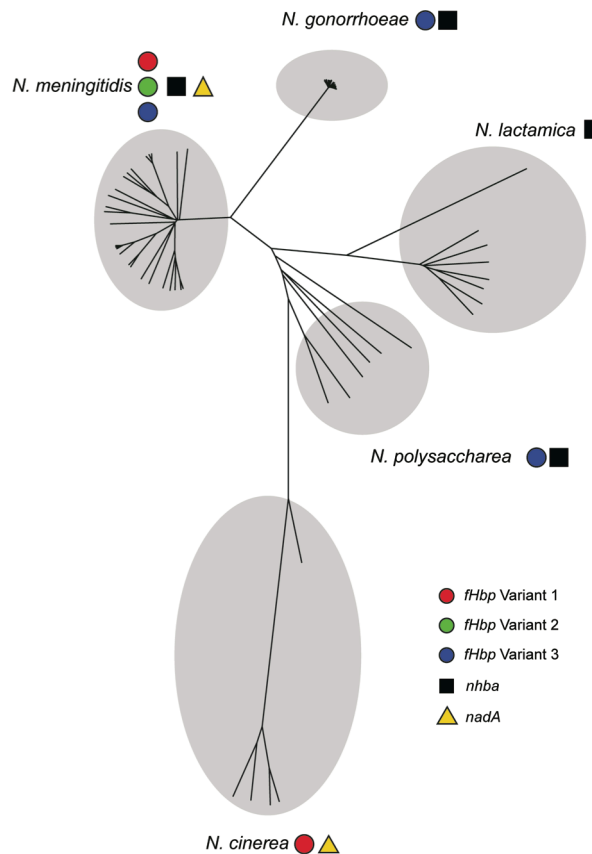 N. gonorrhoeae
N. meningitidis
N. lactamica
N. polysaccharea
fHbp Variant 1
fHbp Variant 2
fHbp Variant 3
nhba
nadA
N. cinerea